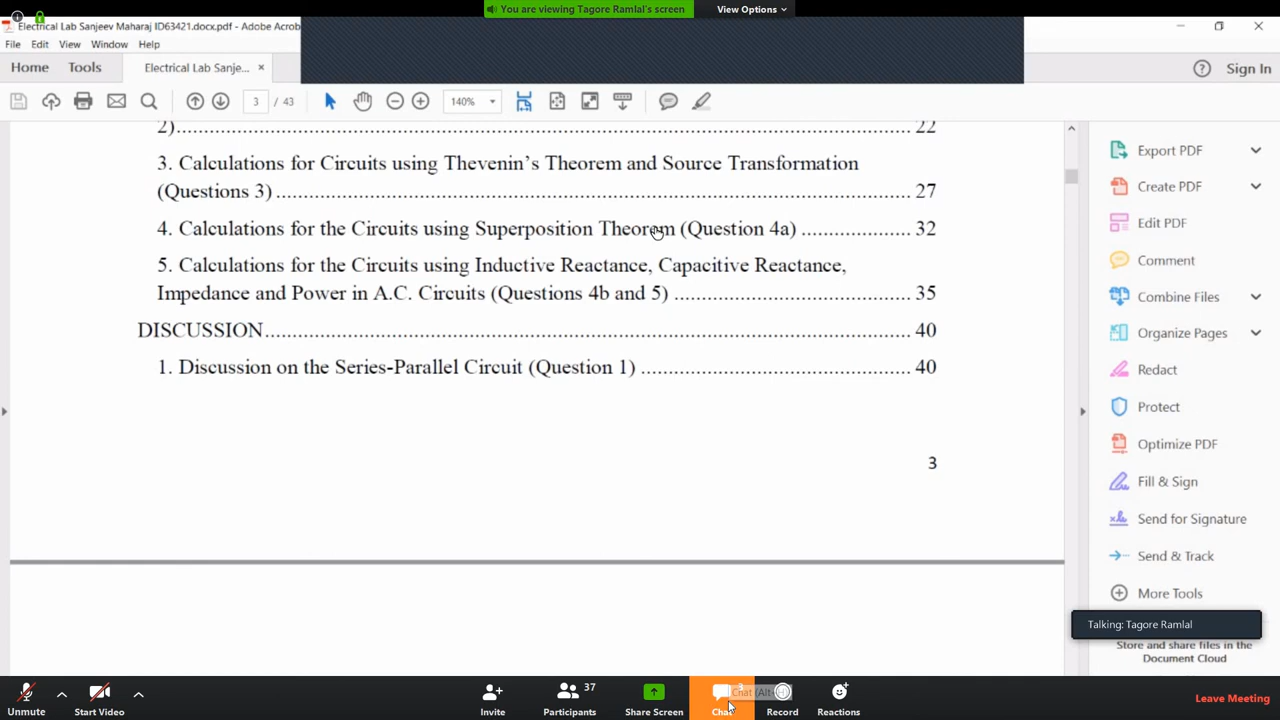 You are viewing Tagore Ramlal's screen
View Options
Electrical Lab Sanjeev Maharaj ID63421.docx.pdf - Adobe Acrob
File Edit View Window Help
Home Tools Electrical Lab Sanje... ×
Sign In
3 / 43
140%
2) ........ 22
3. Calculations for Circuits using Thevenin's Theorem and Source Transformation
(Questions 3) ........ 27
4. Calculations for the Circuits using Superposition Theorem (Question 4a) ........ 32
5. Calculations for the Circuits using Inductive Reactance, Capacitive Reactance,
Impedance and Power in A.C. Circuits (Questions 4b and 5) ........ 35
DISCUSSION ........ 40
1. Discussion on the Series-Parallel Circuit (Question 1) ........ 40
3
Export PDF
Create PDF
Edit PDF
Comment
Combine Files
Organize Pages
Redact
Protect
Optimize PDF
Fill & Sign
Send for Signature
Send & Track
More Tools
Talking: Tagore Ramlal
Store and share files in the
Document Cloud
Unmute
Start Video
Invite
37
Participants
Share Screen
3
Chat
Record
Reactions
Leave Meeting